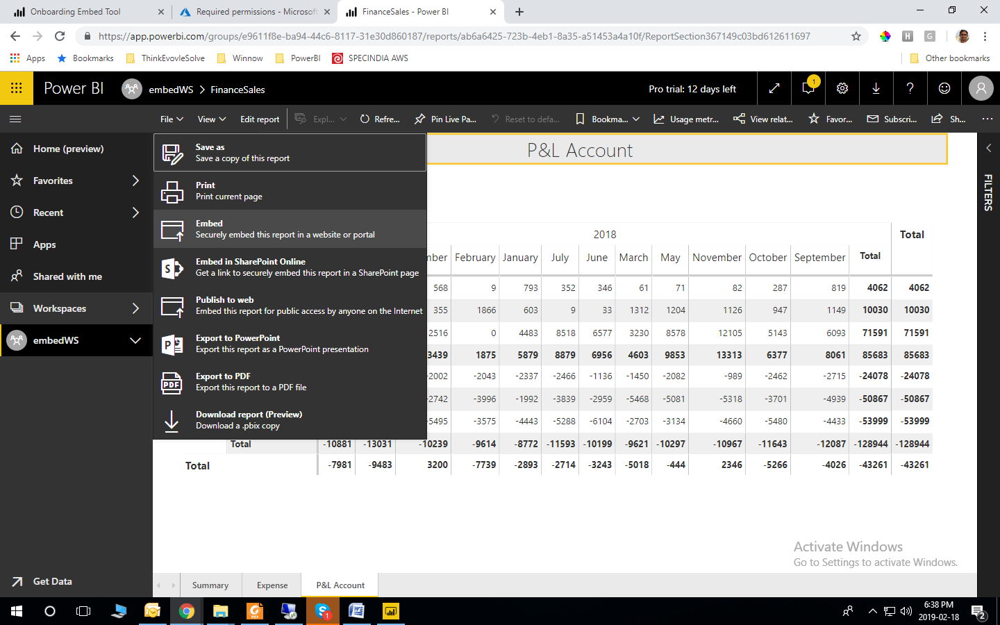 Onboarding Embed Tool
Required permissions - Microsoft
FinanceSales - Power BI
https://app.powerbi.com/groups/e9611f8e-ba94-44c6-8117-31e30d860187/reports/ab6a6425-723b-4eb1-8a35-a51453a4a10f/ReportSection367149c03bd612611697
Apps Bookmarks ThinkEvovleSolve Winnow PowerBI SPECINDIA AWS Other bookmarks
Power BI embedWS > FinanceSales Pro trial: 12 days left 1
File View Edit report Expl... Refre... Pin Live Pa... Reset to defa... Bookma... Usage metr... View relat... Favor... Subscri... Sh... ...
Home (preview)
Favorites
Recent
Apps
Shared with me
Workspaces
embedWS
Get Data
Save as
Save a copy of this report
Print
Print current page
Embed
Securely embed this report in a website or portal
Embed in SharePoint Online
Get a link to securely embed this report in a SharePoint page
Publish to web
Embed this report for public access by anyone on the Internet
Export to PowerPoint
Export this report as a PowerPoint presentation
Export to PDF
Export this report to a PDF file
Download report (Preview)
Download a .pbix copy
P&L Account
FILTERS
2018 Total
mber February January July June March May November October September Total
568 9 793 352 346 61 71 82 287 819 4062 4062
355 1866 603 9 33 1312 1204 1126 947 1149 10030 10030
2516 0 4483 8518 6577 3230 8578 12105 5143 6093 71591 71591
3439 1875 5879 8879 6956 4603 9853 13313 6377 8061 85683 85683
-2002 -2043 -2337 -2466 -1136 -1450 -2082 -989 -2462 -2715 -24078 -24078
-2742 -3996 -1992 -3839 -2959 -5468 -5081 -5318 -3701 -4939 -50867 -50867
-5495 -3575 -4443 -5288 -6104 -2703 -3134 -4660 -5480 -4433 -53999 -53999
Total -10881 -13031 -10239 -9614 -8772 -11593 -10199 -9621 -10297 -10967 -11643 -12087 -128944 -128944
Total -7981 -9483 3200 -7739 -2893 -2714 -3243 -5018 -444 2346 -5266 -4026 -43261 -43261
Activate Windows
Go to Settings to activate Windows.
Summary Expense P&L Account
6:38 PM
2019-02-18
2